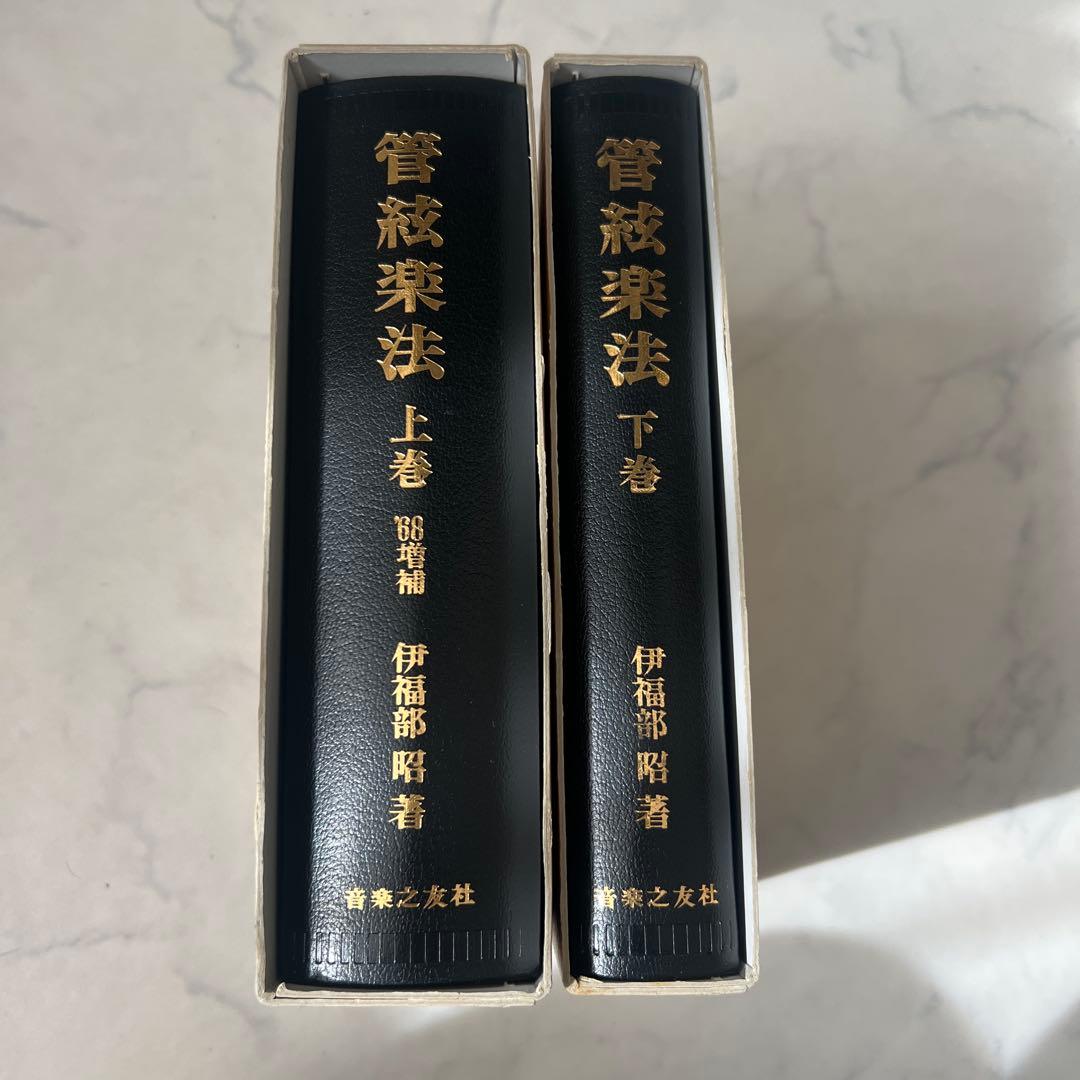 管絃楽法 上巻 '68増補 伊福部 昭 著
音楽之友社
管絃楽法 下巻 伊福部 昭 著
音楽之友社